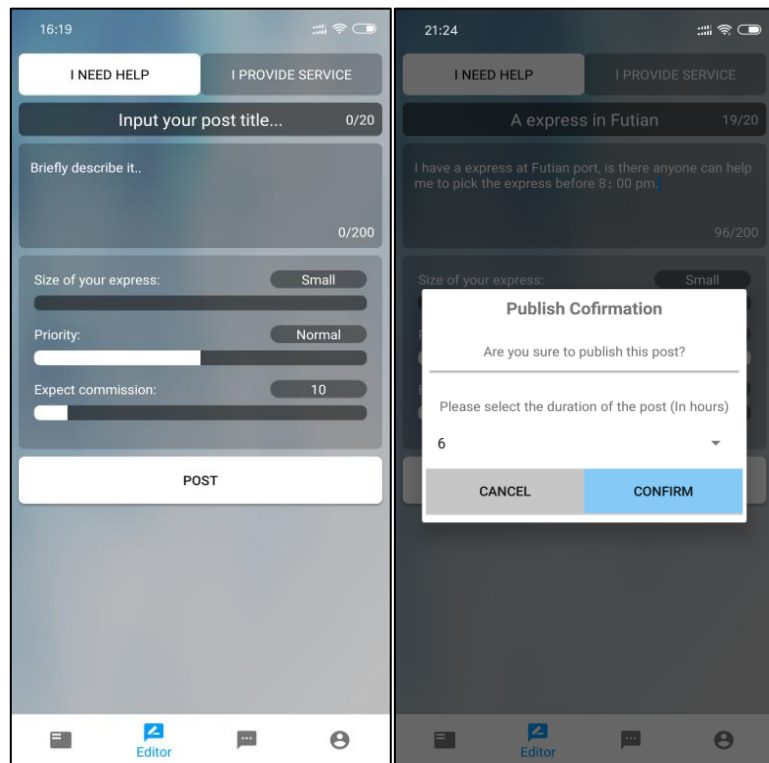 16:19
I NEED HELP
I PROVIDE SERVICE
Input your post title...
0/20
Briefly describe it..
0/200
Size of your express:
Small
Priority:
Normal
Expect commission:
10
POST
Editor
21:24
I NEED HELP
I PROVIDE SERVICE
A express in Futian
19/20
I have a express at Futian port, is there anyone can help
me to pick the express before 8：00 pm.
96/200
Size of your express:
Small
Publish Cofirmation
Are you sure to publish this post?
Please select the duration of the post (In hours)
6
CANCEL
CONFIRM
Editor